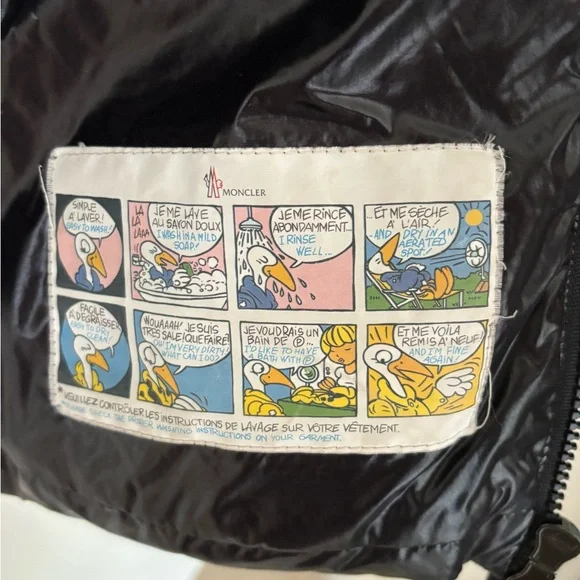 MONCLER
SIMPLE
À LAVER!
EASY TO WASH!
LA
LA
LAAA
JE ME LAVE
AU SAVON DOUX
I WASH IN A MILD
SOAP!
JE ME RINCE
ABONDAMMENT...
I RINSE
WELL...
...ET ME SÈCHE
À L'AIR!
...AND DRY IN AN
AERATED
SPOT!
FACILE
À DEGRAISSER
EASY TO DRY
CLEAN!
WOUAAAH! JE SUIS
TRÈS SALE! QUE FAIRE?
OH I'M VERY DIRTY!
WHAT CAN I DO?
JE VOUDRAIS UN
BAIN DE Ⓟ...
I'D LIKE TO HAVE
A BATH WITH Ⓟ
ET ME VOILÀ
REMIS À NEUF!
AND I'M FINE
AGAIN!
*VEUILLEZ CONTRÔLER LES INSTRUCTIONS DE LAVAGE SUR VOTRE VÊTEMENT.
PLEASE CHECK THE PROPER WASHING INSTRUCTIONS ON YOUR GARMENT.